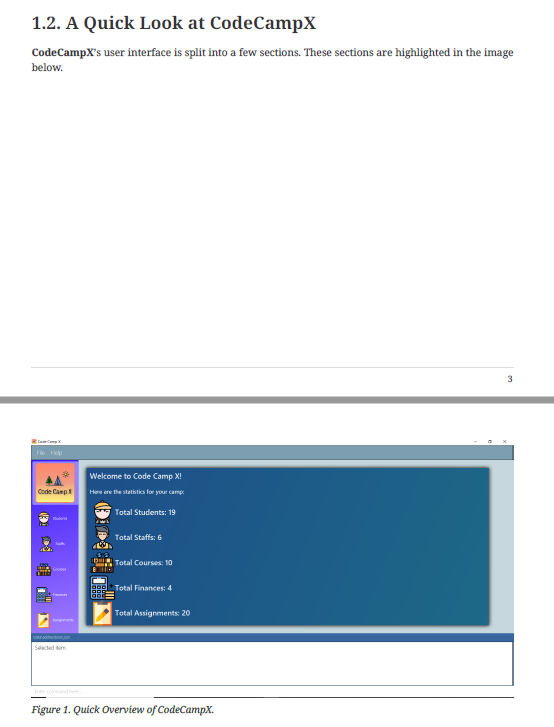 1.2. A Quick Look at CodeCampX
CodeCampX's user interface is split into a few sections. These sections are highlighted in the image
below.
3
Code Camp X
File Help
Code Camp X
Students
Staffs
Courses
Finances
Assignments
Welcome to Code Camp X!
Here are the statistics for your camp:
Total Students: 19
Total Staffs: 6
Total Courses: 10
Total Finances: 4
Total Assignments: 20
Selected item:
Enter command here...
Figure 1. Quick Overview of CodeCampX.